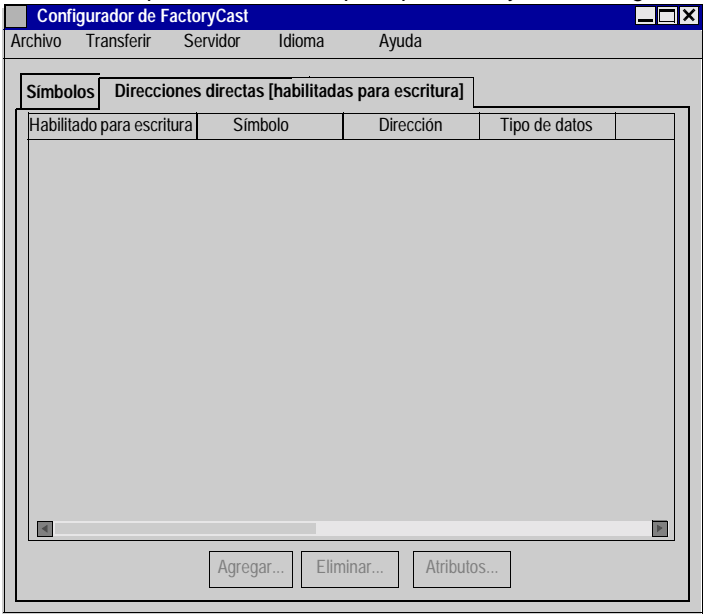 Configurador de FactoryCast
Archivo Transferir Servidor Idioma Ayuda
Símbolos Direcciones directas [habilitadas para escritura]
Habilitado para escritura Símbolo Dirección Tipo de datos
Agregar... Eliminar... Atributos...